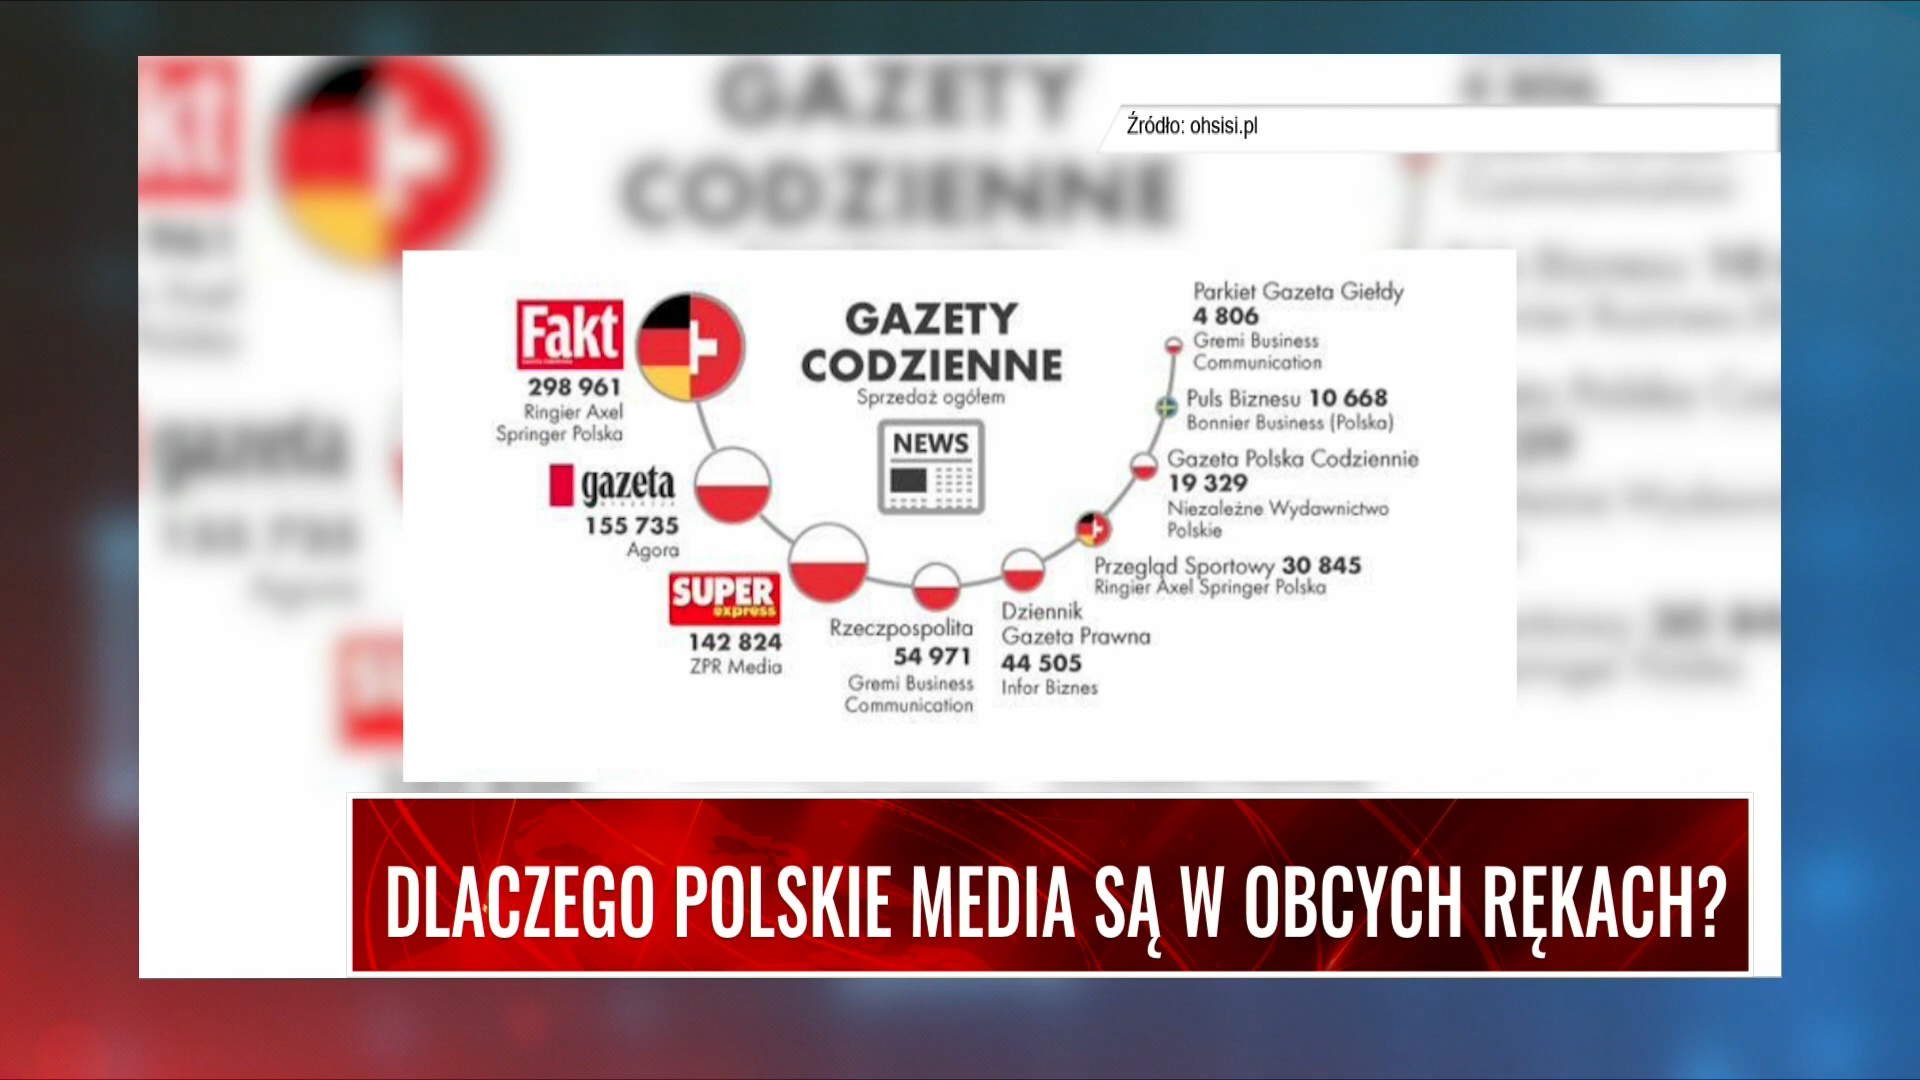 Źródło: ohsisi.pl
GAZETY
CODZIENNE
Sprzedaż ogółem
NEWS
Fakt
298 961
Ringier Axel
Springer Polska
gazeta
155 735
Agora
SUPER
express
142 824
ZPR Media
Rzeczpospolita
54 971
Gremi Business
Communication
Dziennik
Gazeta Prawna
44 505
Infor Biznes
Przegląd Sportowy 30 845
Ringier Axel Springer Polska
Gazeta Polska Codziennie
19 329
Niezależne Wydawnictwo
Polskie
Puls Biznesu 10 668
Bonnier Business (Polska)
Parkiet Gazeta Giełdy
4 806
Gremi Business
Communication
DLACZEGO POLSKIE MEDIA SĄ W OBCYCH RĘKACH?